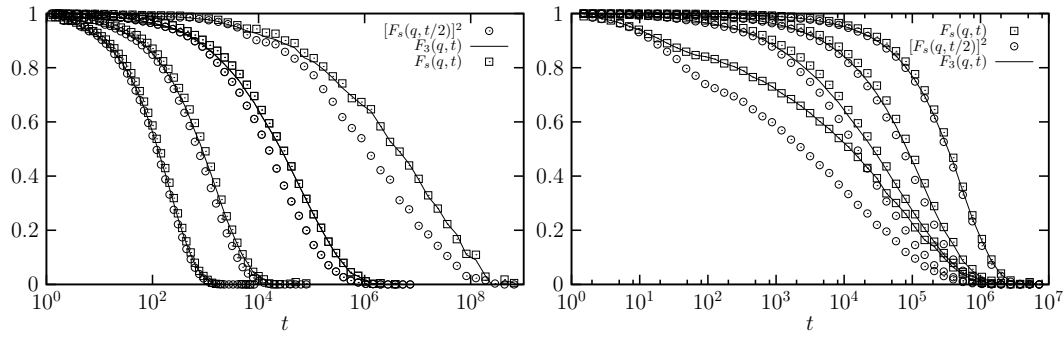 1
0.8
0.6
0.4
0.2
0
10^0 10^2 10^4 10^6 10^8
t
[F_s(q, t/2)]^2
F_3(q, t)
F_s(q, t)
1
0.8
0.6
0.4
0.2
0
10^0 10^1 10^2 10^3 10^4 10^5 10^6 10^7
t
F_s(q, t)
[F_s(q, t/2)]^2
F_3(q, t)